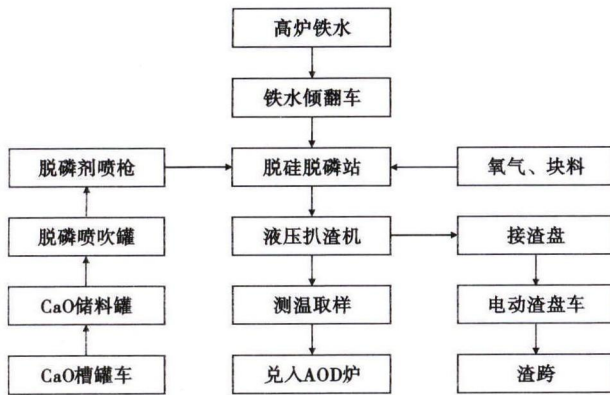 高炉铁水
铁水倾翻车
脱磷剂喷枪
脱硅脱磷站
氧气、块料
脱磷喷吹罐
液压扒渣机
接渣盘
CaO储料罐
测温取样
电动渣盘车
CaO槽罐车
兑入AOD炉
渣跨